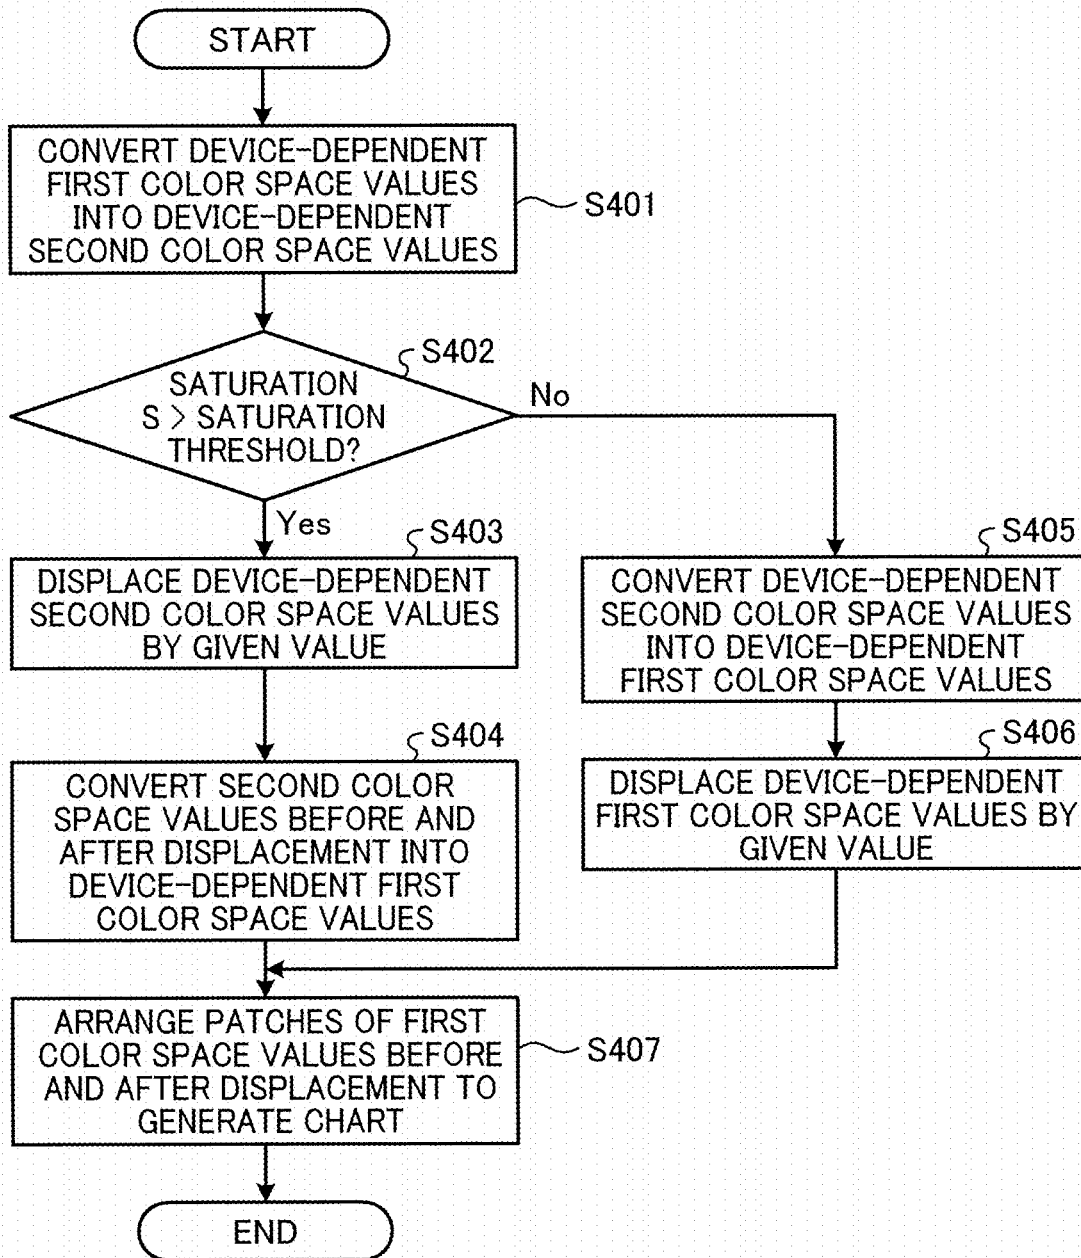 START
CONVERT DEVICE-DEPENDENT
FIRST COLOR SPACE VALUES
INTO DEVICE-DEPENDENT
SECOND COLOR SPACE VALUES
S401
S402
SATURATION
S > SATURATION
THRESHOLD?
No
Yes
S403
DISPLACE DEVICE-DEPENDENT
SECOND COLOR SPACE VALUES
BY GIVEN VALUE
S404
CONVERT SECOND COLOR
SPACE VALUES BEFORE AND
AFTER DISPLACEMENT INTO
DEVICE-DEPENDENT FIRST
COLOR SPACE VALUES
S405
CONVERT DEVICE-DEPENDENT
SECOND COLOR SPACE VALUES
INTO DEVICE-DEPENDENT
FIRST COLOR SPACE VALUES
S406
DISPLACE DEVICE-DEPENDENT
FIRST COLOR SPACE VALUES BY
GIVEN VALUE
ARRANGE PATCHES OF FIRST
COLOR SPACE VALUES BEFORE
AND AFTER DISPLACEMENT TO
GENERATE CHART
S407
END